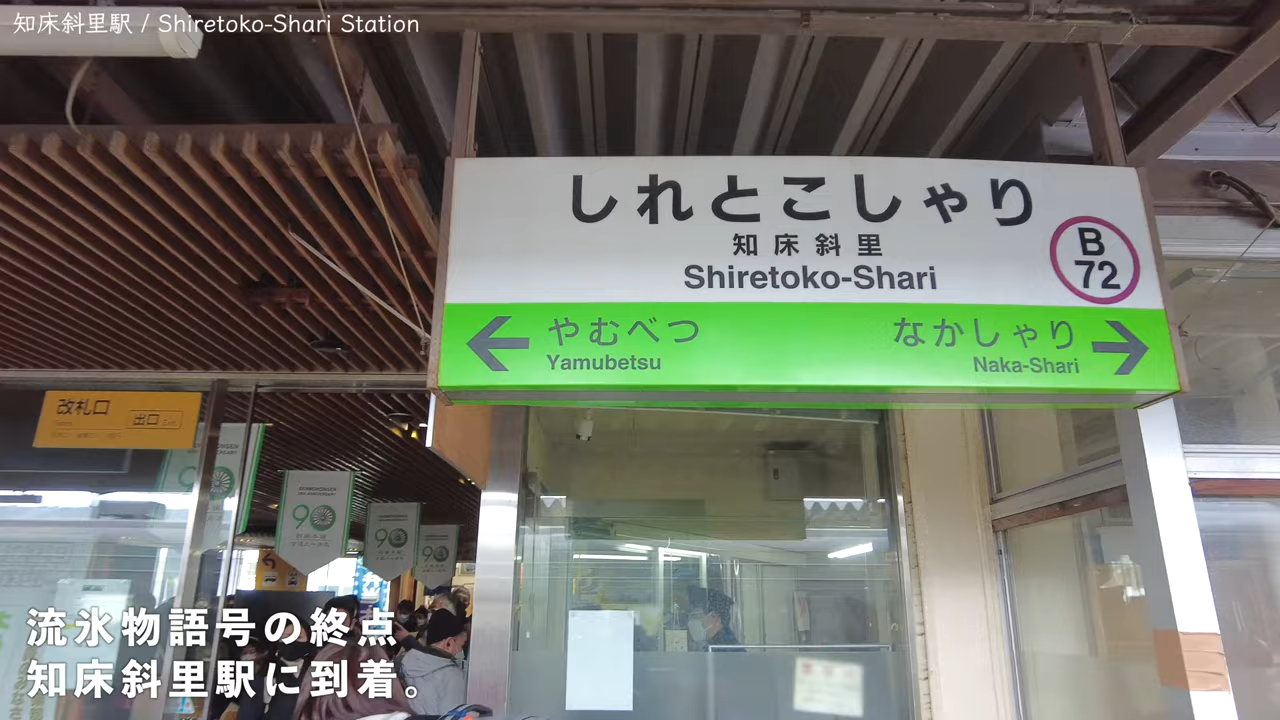 知床斜里駅 / Shiretoko-Shari Station
しれとこしゃり
知床斜里
Shiretoko-Shari
B
72
やむべつ
Yamubetsu
なかしゃり
Naka-Shari
改札口
出口 Exit
90
90
90
流氷物語号の終点
知床斜里駅に到着。